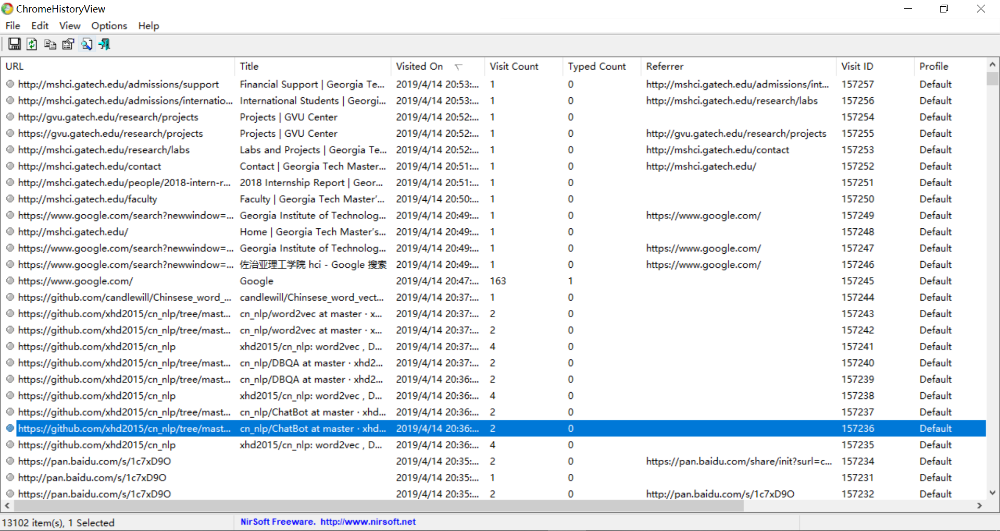 ChromeHistoryView
File Edit View Options Help
URL Title Visited On Visit Count Typed Count Referrer Visit ID Profile
http://mshci.gatech.edu/admissions/support Financial Support | Georgia Te... 2019/4/14 20:53:... 1 0 http://mshci.gatech.edu/admissions/int... 157257 Default
http://mshci.gatech.edu/admissions/internatio... International Students | Georgi... 2019/4/14 20:53:... 1 0 http://mshci.gatech.edu/research/labs 157256 Default
http://gvu.gatech.edu/research/projects Projects | GVU Center 2019/4/14 20:52:... 1 0 157254 Default
https://gvu.gatech.edu/research/projects Projects | GVU Center 2019/4/14 20:52:... 1 0 http://gvu.gatech.edu/research/projects 157255 Default
http://mshci.gatech.edu/research/labs Labs and Projects | Georgia Te... 2019/4/14 20:52:... 1 0 http://mshci.gatech.edu/contact 157253 Default
http://mshci.gatech.edu/contact Contact | Georgia Tech Master... 2019/4/14 20:51:... 1 0 http://mshci.gatech.edu/ 157252 Default
http://mshci.gatech.edu/people/2018-intern-r... 2018 Internship Report | Geor... 2019/4/14 20:51:... 1 0 157251 Default
http://mshci.gatech.edu/faculty Faculty | Georgia Tech Master'... 2019/4/14 20:50:... 1 0 157250 Default
https://www.google.com/search?newwindow=... Georgia Institute of Technolog... 2019/4/14 20:49:... 1 0 https://www.google.com/ 157249 Default
http://mshci.gatech.edu/ Home | Georgia Tech Master's... 2019/4/14 20:49:... 1 0 157248 Default
https://www.google.com/search?newwindow=... Georgia Institute of Technolog... 2019/4/14 20:49:... 1 0 https://www.google.com/ 157247 Default
https://www.google.com/search?newwindow=... 佐治亚理工学院 hci - Google 搜索 2019/4/14 20:49:... 1 0 https://www.google.com/ 157246 Default
https://www.google.com/ Google 2019/4/14 20:47:... 163 1 157245 Default
https://github.com/candlewill/Chinsese_word_... candlewill/Chinsese_word_vect... 2019/4/14 20:37:... 1 0 157244 Default
https://github.com/xhd2015/cn_nlp/tree/mast... cn_nlp/word2vec at master · x... 2019/4/14 20:37:... 2 0 157243 Default
https://github.com/xhd2015/cn_nlp/tree/mast... cn_nlp/word2vec at master · x... 2019/4/14 20:37:... 2 0 157242 Default
https://github.com/xhd2015/cn_nlp xhd2015/cn_nlp: word2vec , D... 2019/4/14 20:37:... 4 0 157241 Default
https://github.com/xhd2015/cn_nlp/tree/mast... cn_nlp/DBQA at master · xhd2... 2019/4/14 20:37:... 2 0 157240 Default
https://github.com/xhd2015/cn_nlp/tree/mast... cn_nlp/DBQA at master · xhd2... 2019/4/14 20:36:... 2 0 157239 Default
https://github.com/xhd2015/cn_nlp xhd2015/cn_nlp: word2vec , D... 2019/4/14 20:36:... 4 0 157238 Default
https://github.com/xhd2015/cn_nlp/tree/mast... cn_nlp/ChatBot at master · xhd... 2019/4/14 20:36:... 2 0 157237 Default
https://github.com/xhd2015/cn_nlp/tree/mast... cn_nlp/ChatBot at master · xhd... 2019/4/14 20:36:... 2 0 157236 Default
https://github.com/xhd2015/cn_nlp xhd2015/cn_nlp: word2vec , D... 2019/4/14 20:36:... 4 0 157235 Default
https://pan.baidu.com/s/1c7xD9O 2019/4/14 20:35:... 2 0 https://pan.baidu.com/share/init?surl=c... 157234 Default
http://pan.baidu.com/s/1c7xD9O 2019/4/14 20:35:... 1 0 157231 Default
https://pan.baidu.com/s/1c7xD9O 2019/4/14 20:35:... 2 0 http://pan.baidu.com/s/1c7xD9O 157232 Default
13102 item(s), 1 Selected NirSoft Freeware. http://www.nirsoft.net